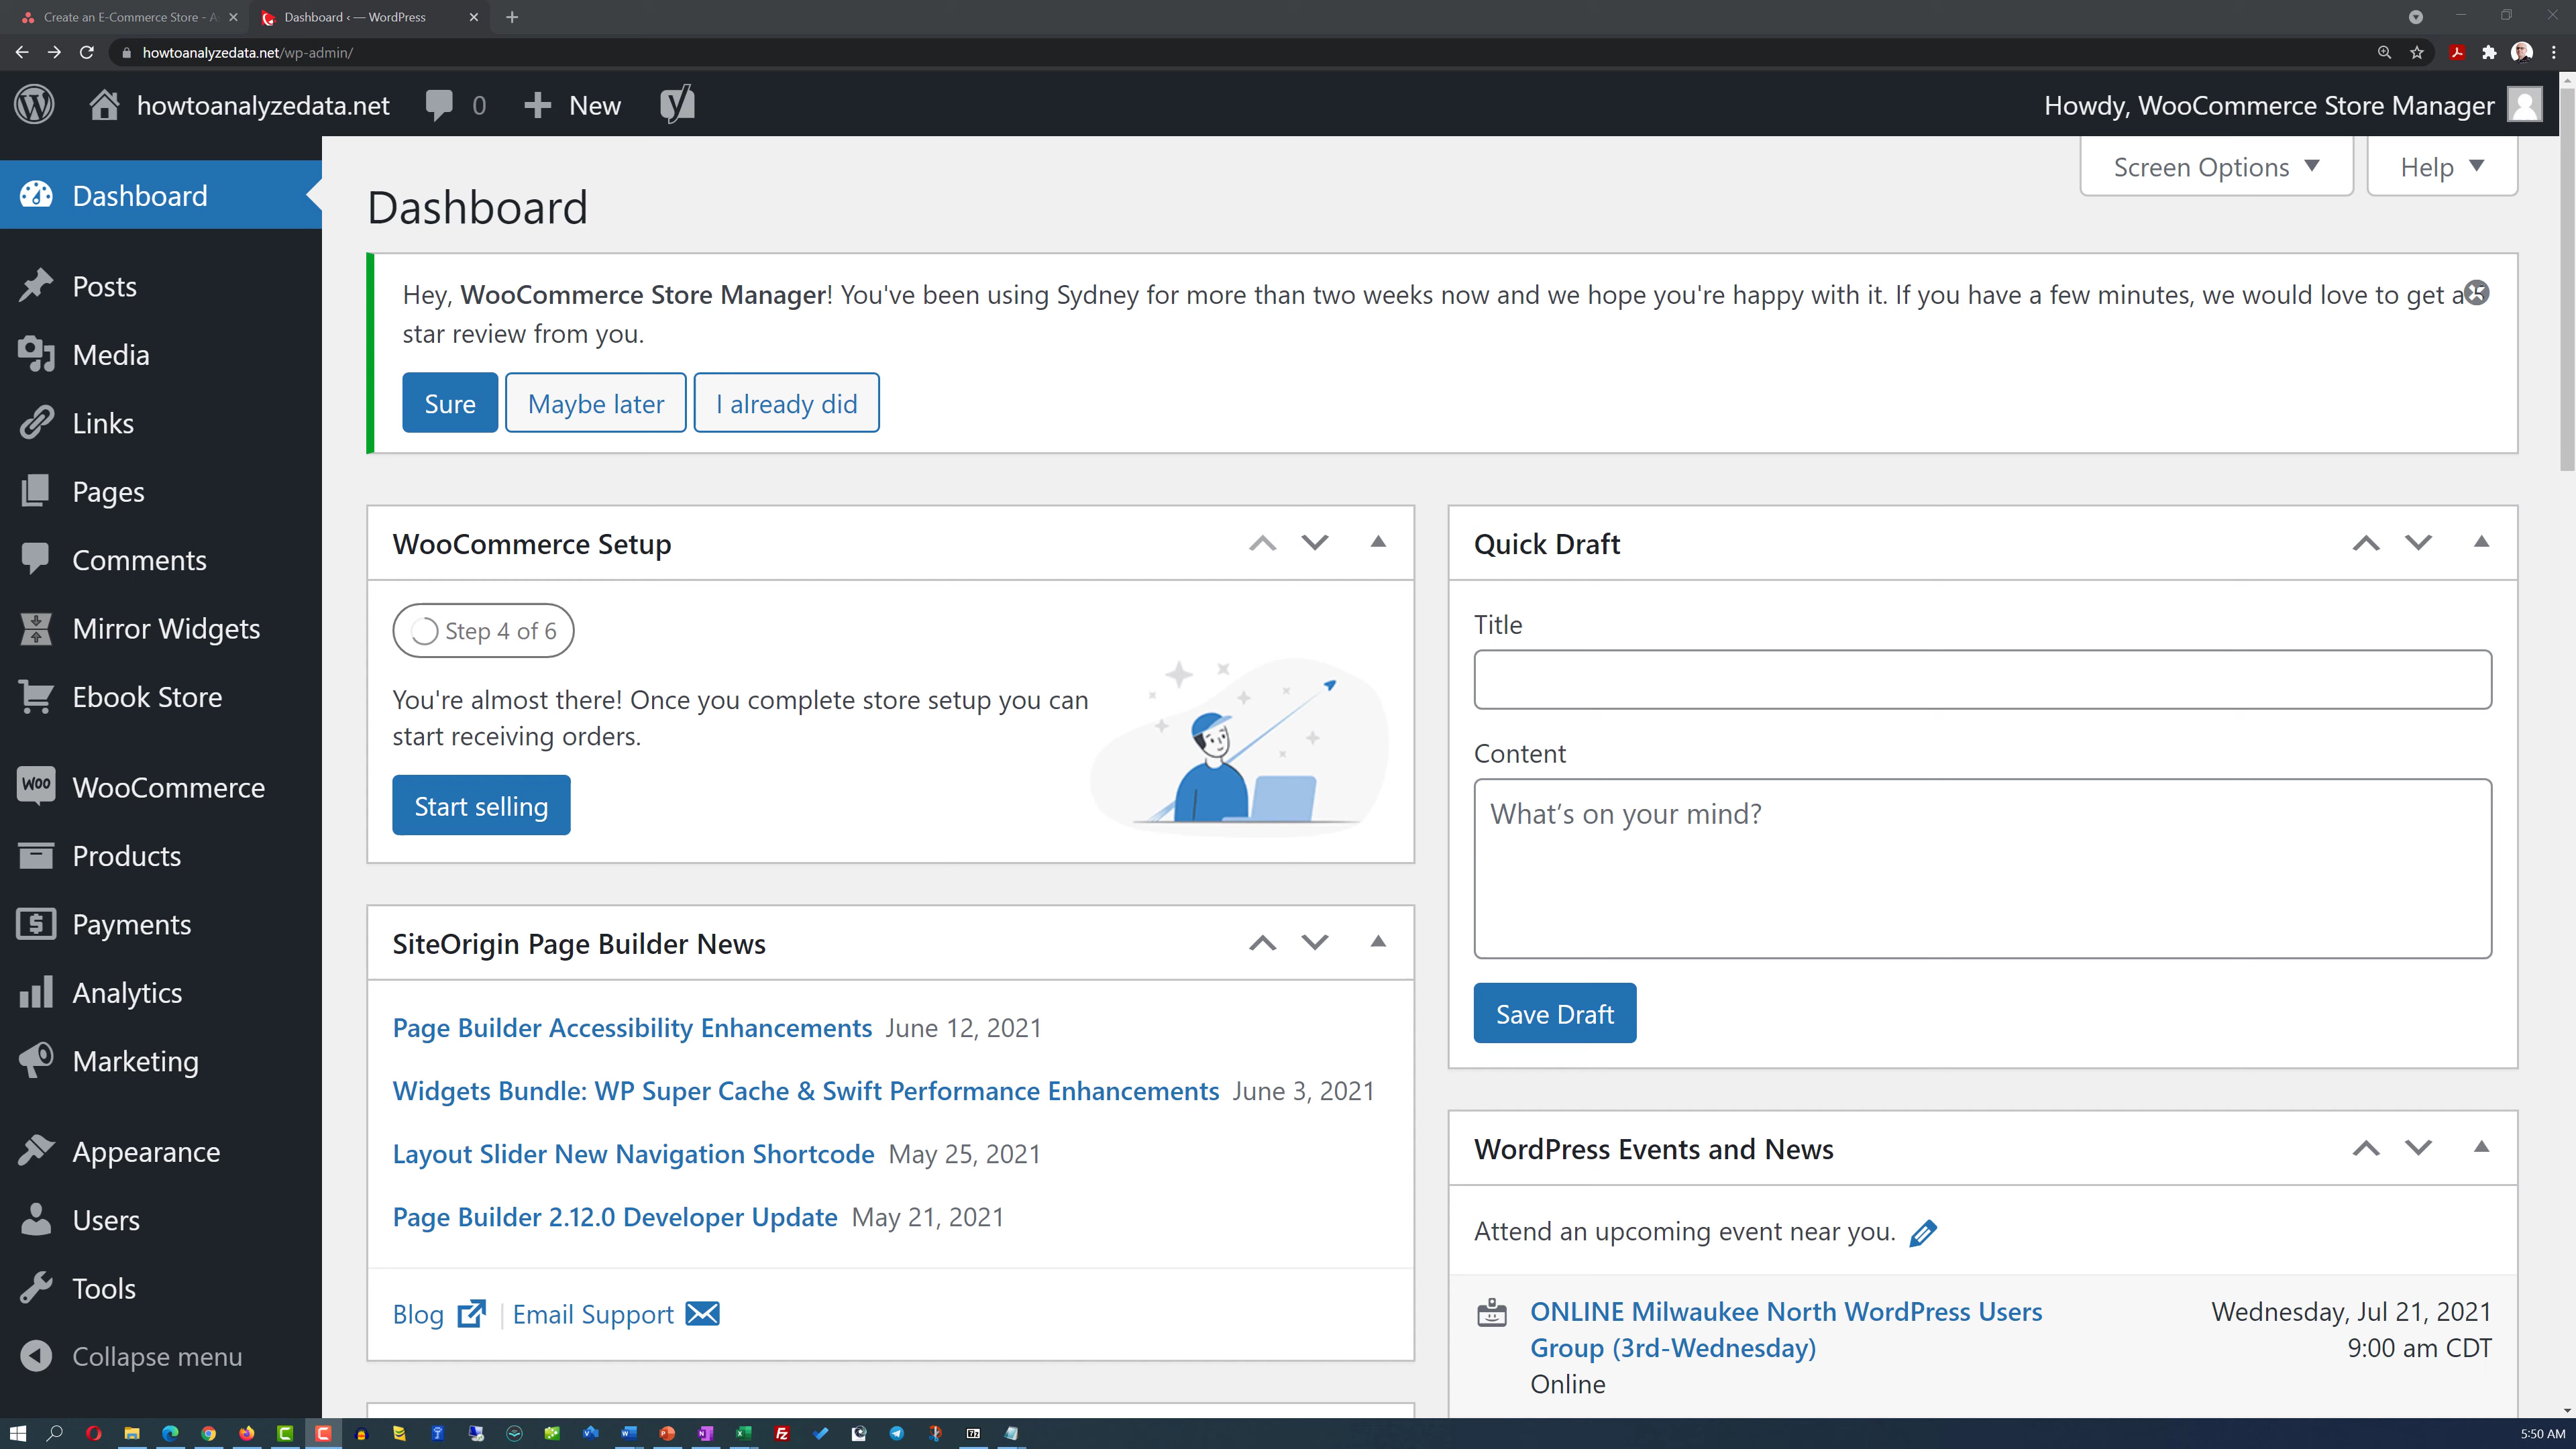 Create an E-Commerce Store - A
Dashboard ‹ — WordPress
howtoanalyzedata.net/wp-admin/
howtoanalyzedata.net
0
New
Howdy, WooCommerce Store Manager
Screen Options
Help
Dashboard
Posts
Media
Links
Pages
Comments
Mirror Widgets
Ebook Store
WooCommerce
Products
Payments
Analytics
Marketing
Appearance
Users
Tools
Collapse menu
Dashboard
Hey, WooCommerce Store Manager! You've been using Sydney for more than two weeks now and we hope you're happy with it. If you have a few minutes, we would love to get a
star review from you.
Sure
Maybe later
I already did
WooCommerce Setup
Step 4 of 6
You're almost there! Once you complete store setup you can
start receiving orders.
Start selling
SiteOrigin Page Builder News
Page Builder Accessibility Enhancements June 12, 2021
Widgets Bundle: WP Super Cache & Swift Performance Enhancements June 3, 2021
Layout Slider New Navigation Shortcode May 25, 2021
Page Builder 2.12.0 Developer Update May 21, 2021
Blog | Email Support
Quick Draft
Title
Content
What's on your mind?
Save Draft
WordPress Events and News
Attend an upcoming event near you.
ONLINE Milwaukee North WordPress Users
Group (3rd-Wednesday)
Online
Wednesday, Jul 21, 2021
9:00 am CDT
5:50 AM